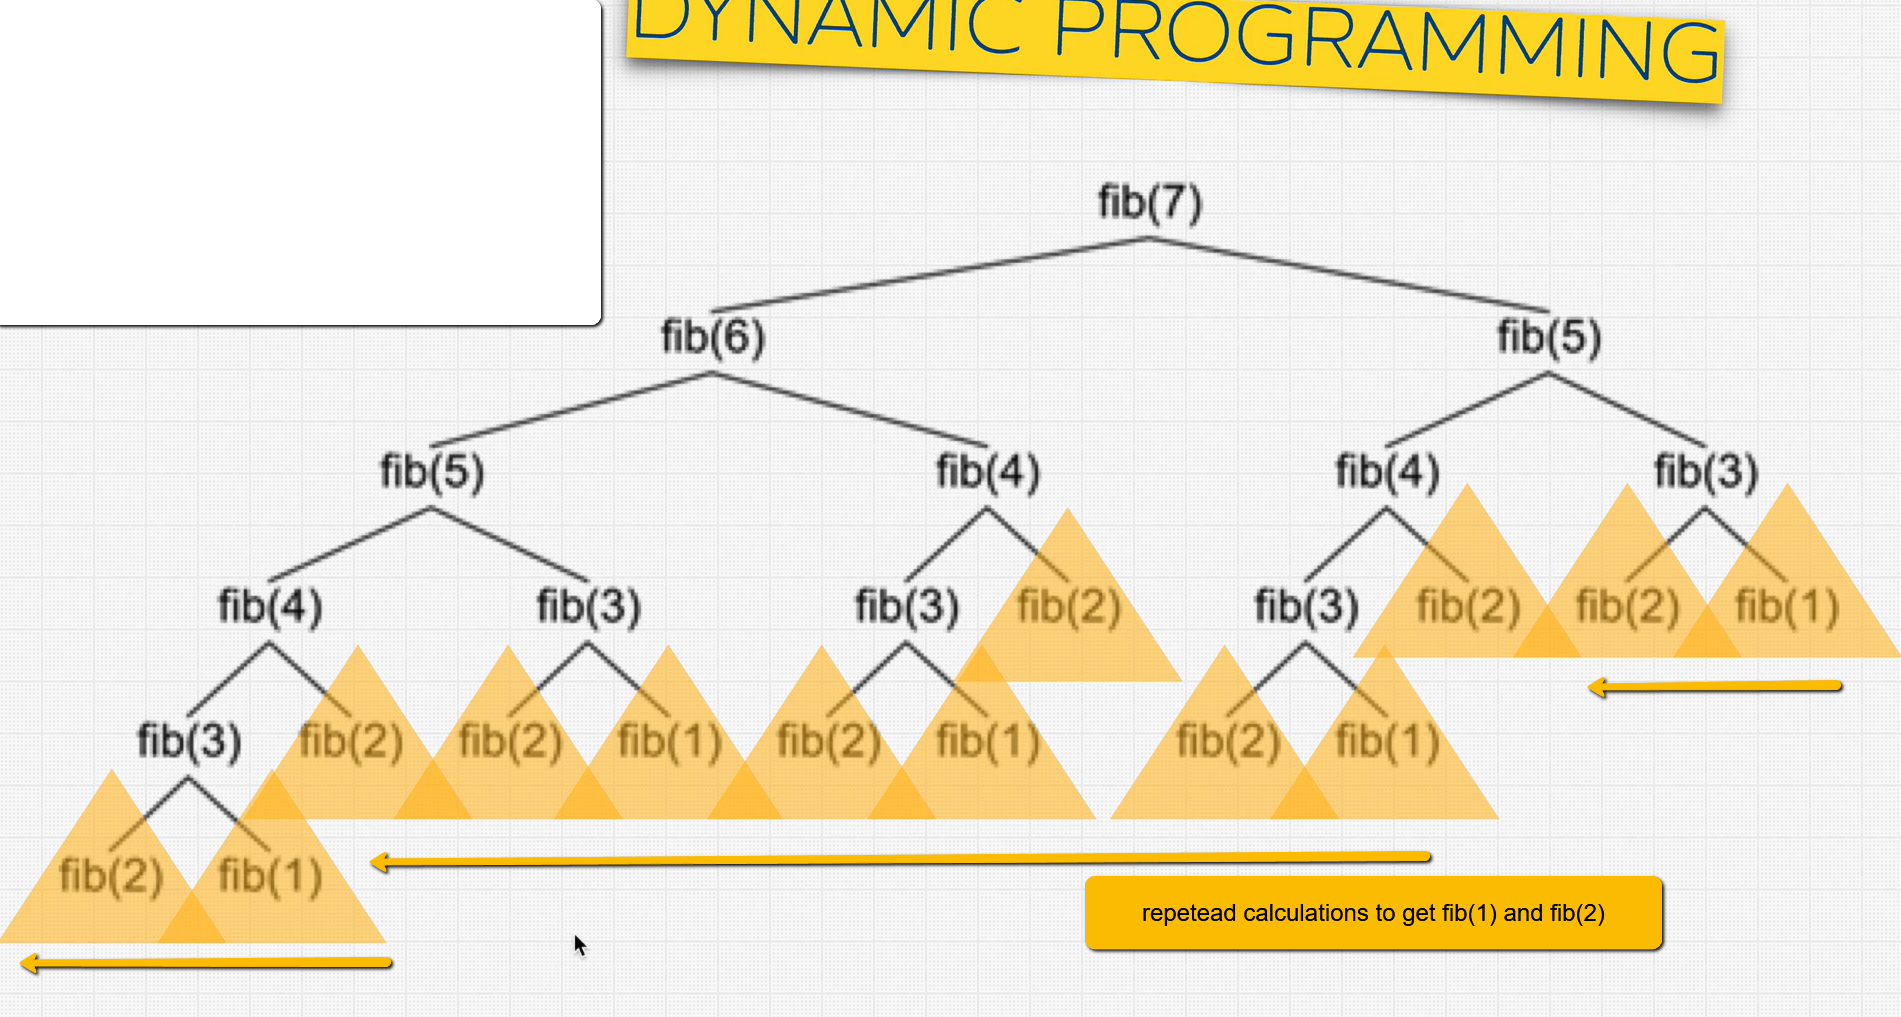 DYNAMIC PROGRAMMING
fib(7)
fib(6) fib(5)
fib(5) fib(4) fib(4) fib(3)
fib(4) fib(3) fib(3) fib(2) fib(3) fib(2) fib(2) fib(1)
fib(3) fib(2) fib(2) fib(1) fib(2) fib(1) fib(2) fib(1)
fib(2) fib(1)
repetead calculations to get fib(1) and fib(2)